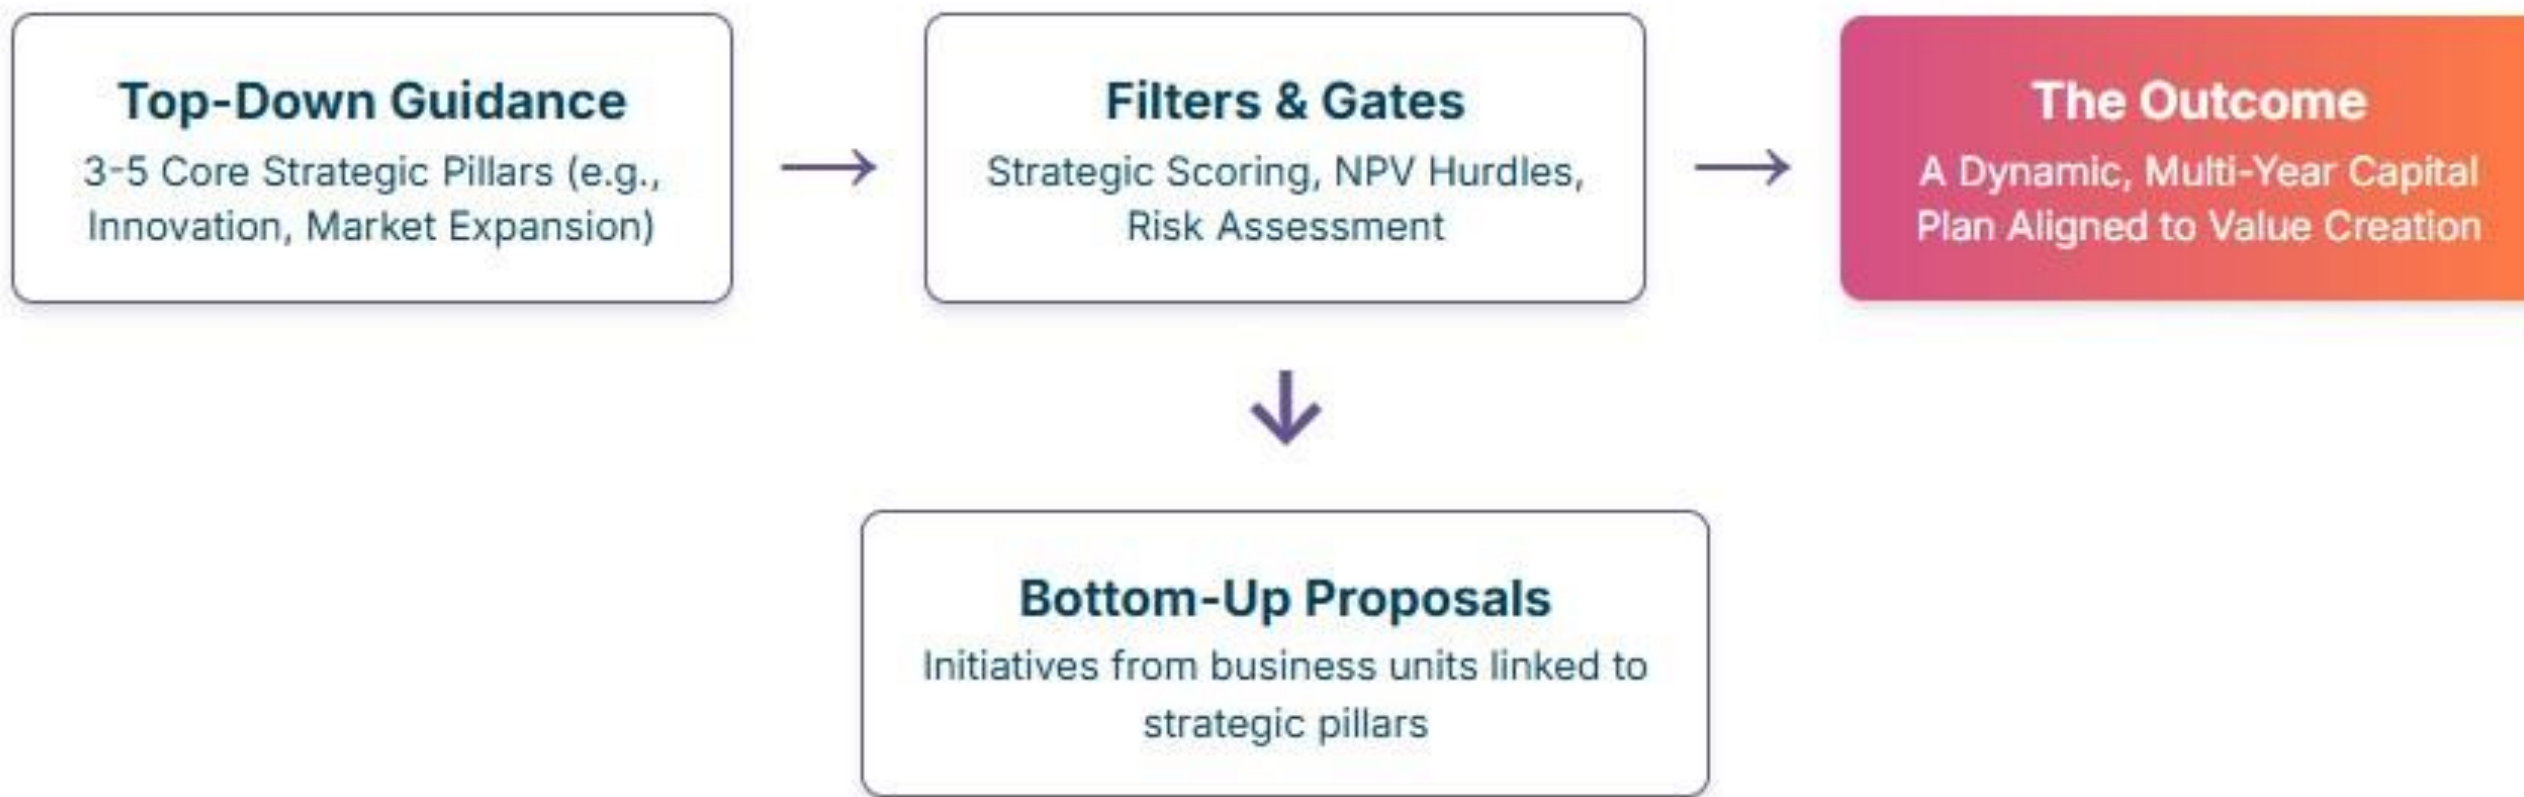 Top-Down Guidance
3-5 Core Strategic Pillars (e.g.,
Innovation, Market Expansion)
Filters & Gates
Strategic Scoring, NPV Hurdles,
Risk Assessment
The Outcome
A Dynamic, Multi-Year Capital
Plan Aligned to Value Creation
Bottom-Up Proposals
Initiatives from business units linked to
strategic pillars